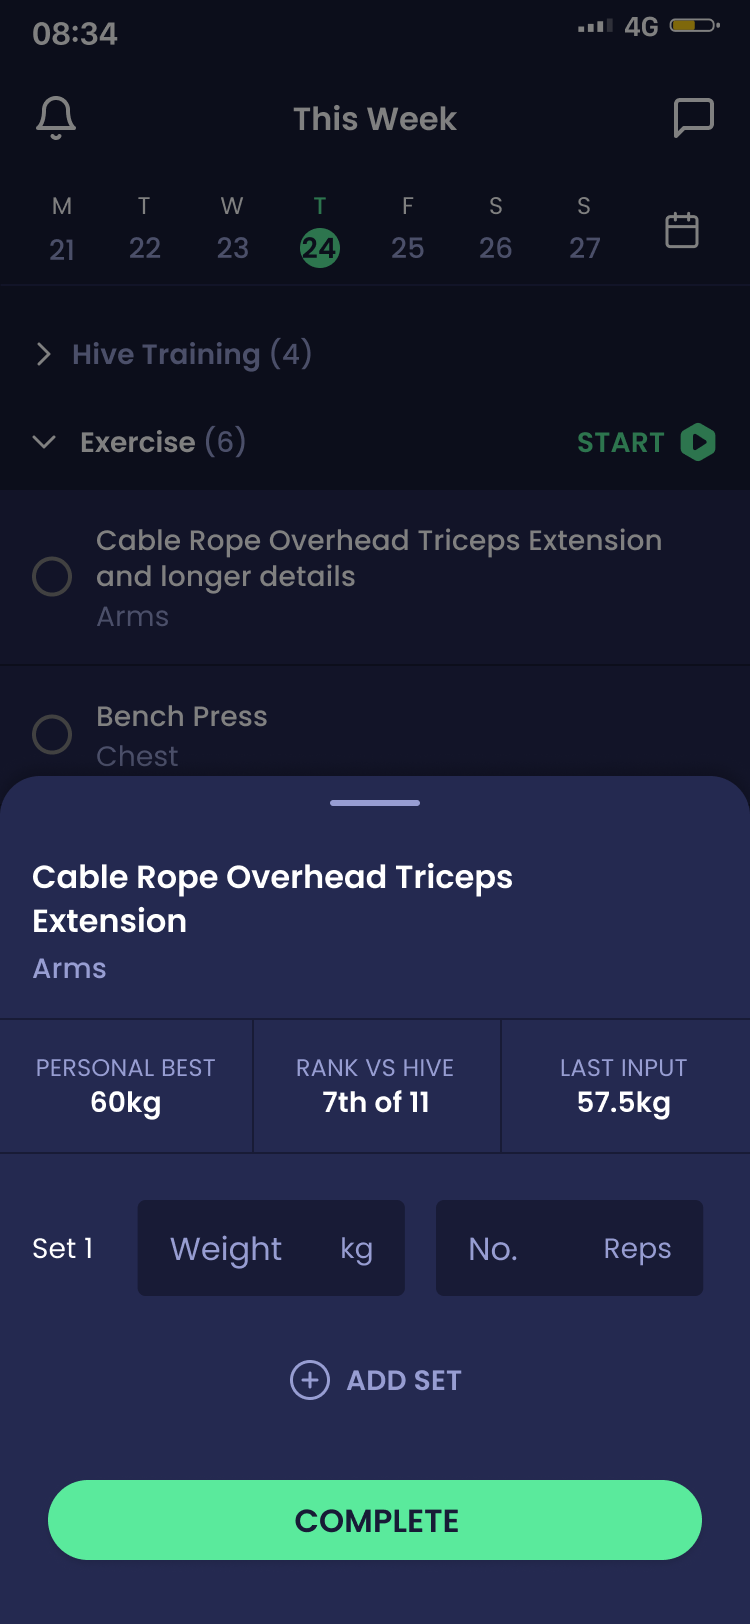 08:34 4G
This Week
M T W T F S S
21 22 23 24 25 26 27
Hive Training (4)
Exercise (6) START
Cable Rope Overhead Triceps Extension
and longer details
Arms
Bench Press
Chest
Cable Rope Overhead Triceps
Extension
Arms
PERSONAL BEST RANK VS HIVE LAST INPUT
60kg 7th of 11 57.5kg
Set 1 Weight kg No. Reps
ADD SET
COMPLETE